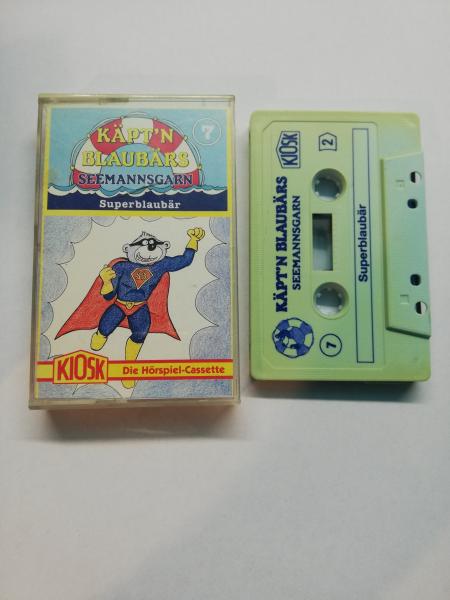 KÄPT'N
BLAUBÄRS
SEEMANNSGARN
7
Superblaubär
KIOSK
Die Hörspiel-Cassette
KÄPT'N BLAUBÄRS
SEEMANNSGARN
7
KIOSK
2
Superblaubär